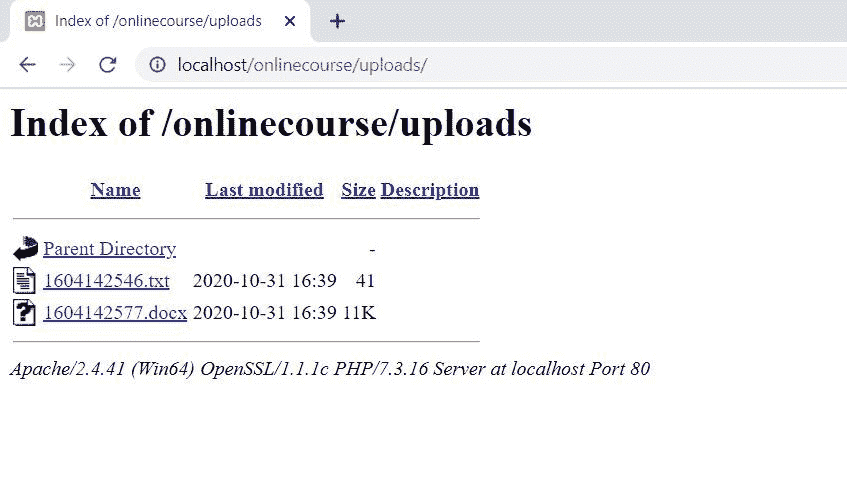 Index of /onlinecourse/uploads
localhost/onlinecourse/uploads/
Index of /onlinecourse/uploads
Name Last modified Size Description
Parent Directory -
1604142546.txt 2020-10-31 16:39 41
1604142577.docx 2020-10-31 16:39 11K
Apache/2.4.41 (Win64) OpenSSL/1.1.1c PHP/7.3.16 Server at localhost Port 80